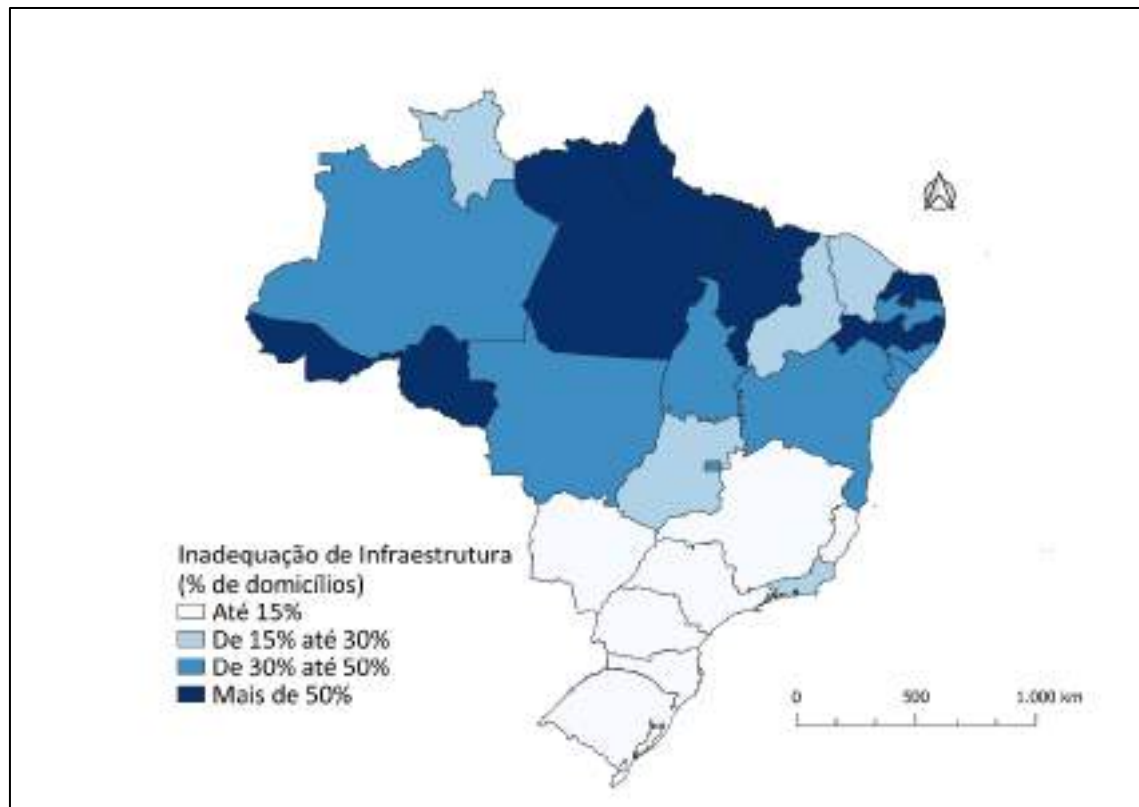 Inadequação de Infraestrutura
(% de domicílios)
Até 15%
De 15% até 30%
De 30% até 50%
Mais de 50%
0 500 1.000 km